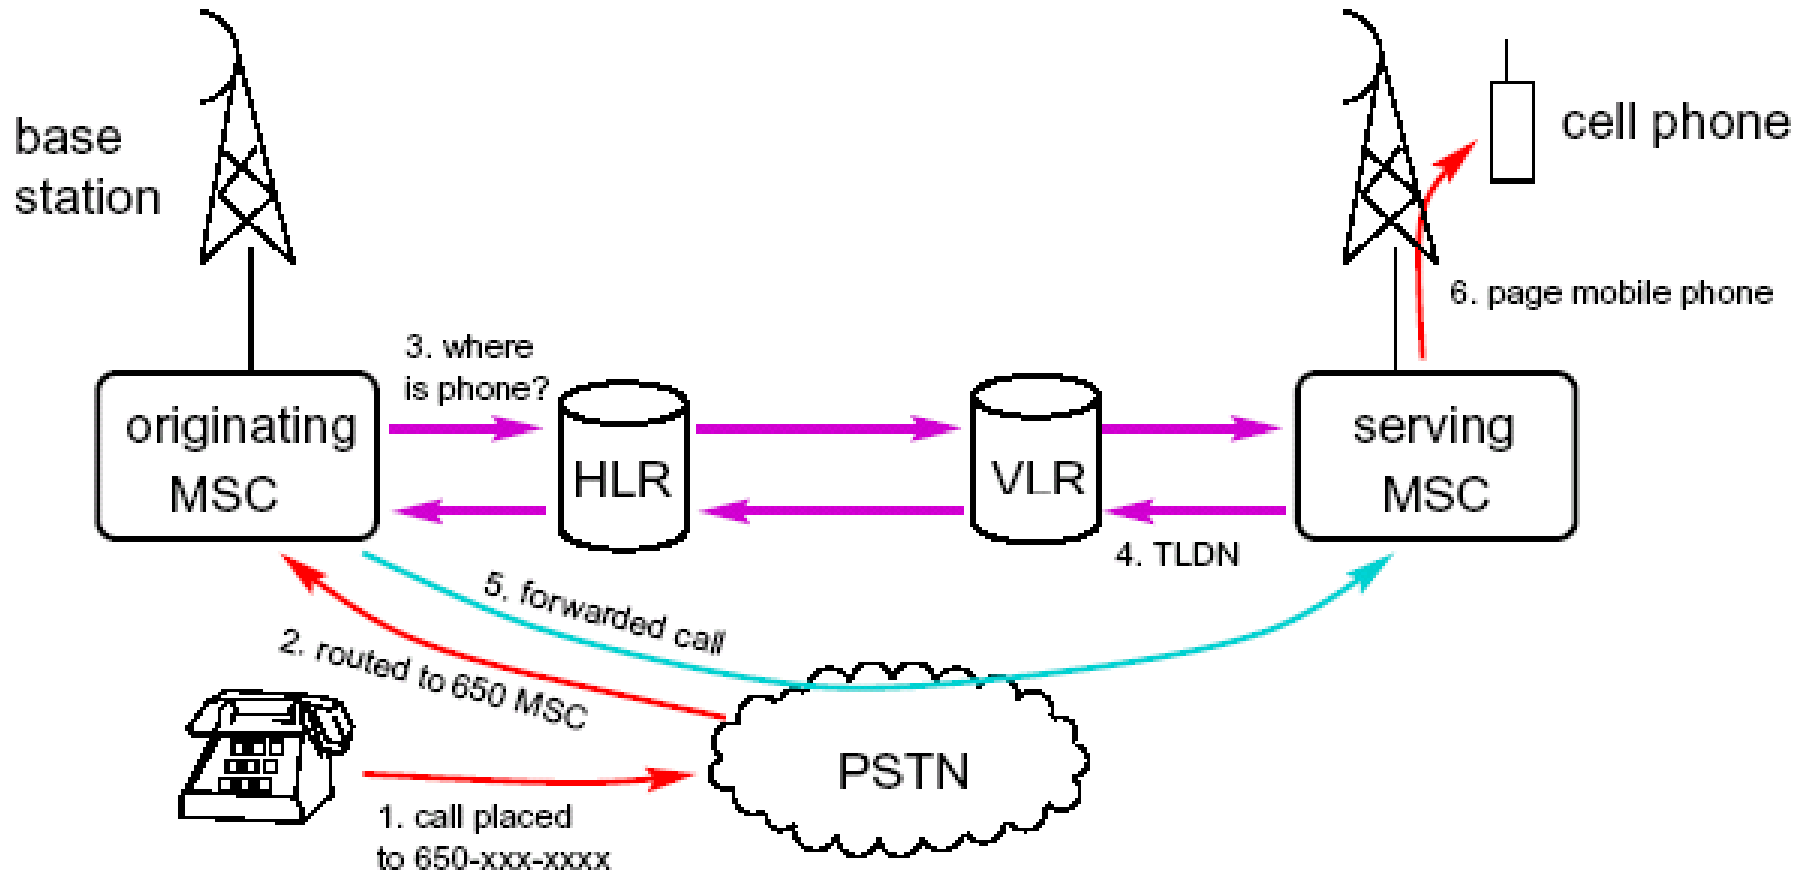 base
station
cell phone
6. page mobile phone
3. where
is phone?
originating
MSC
HLR
VLR
serving
MSC
4. TLDN
5. forwarded call
2. routed to 650 MSC
PSTN
1. call placed
to 650-xxx-xxxx